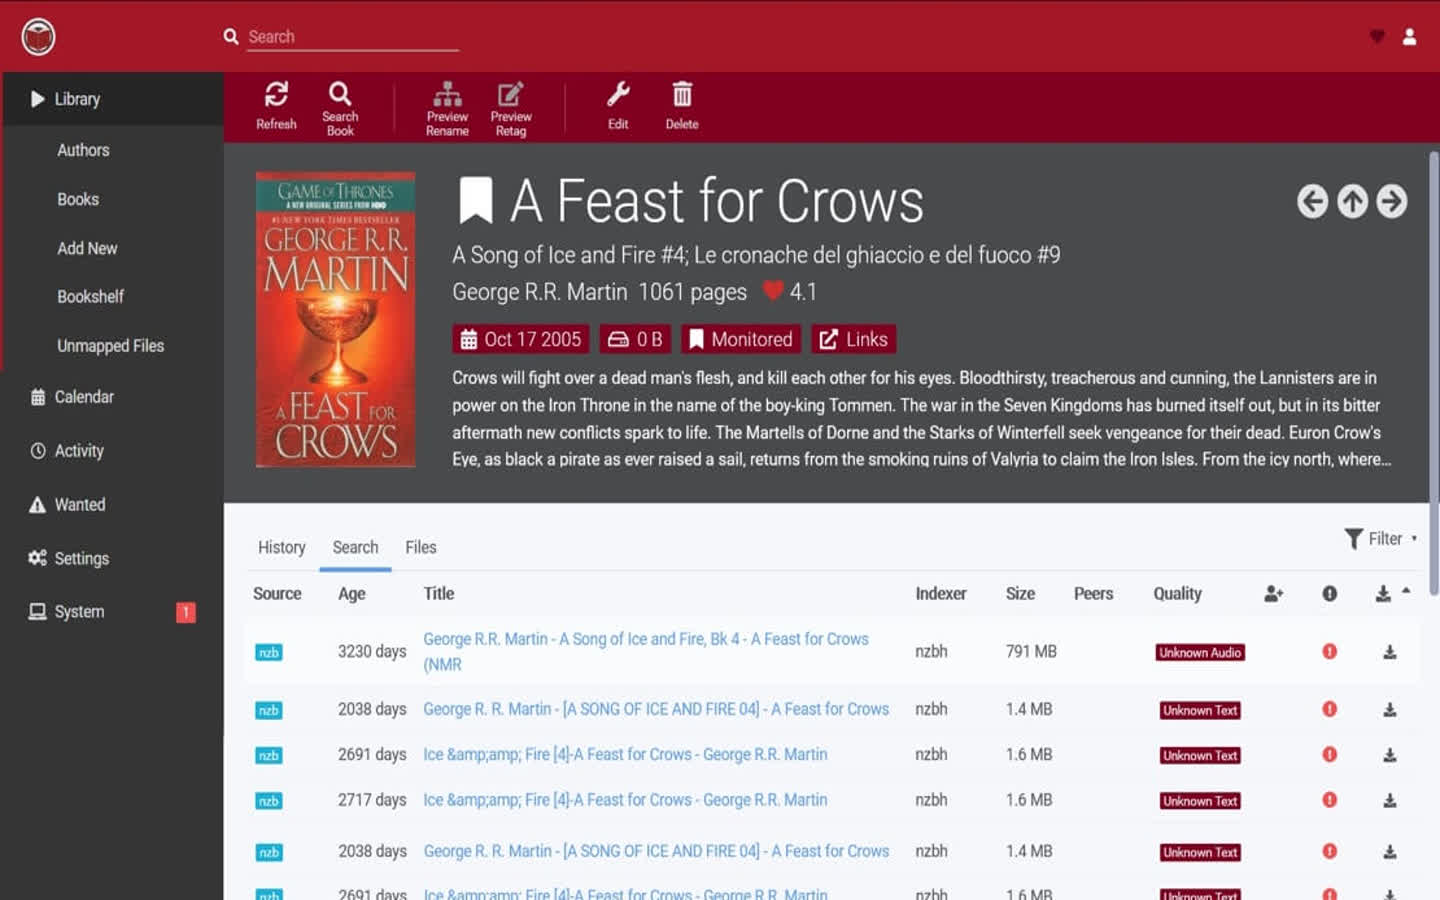 Search
Library
Authors
Books
Add New
Bookshelf
Unmapped Files
Calendar
Activity
Wanted
Settings
System
1
Refresh
Search
Book
Preview
Rename
Preview
Retag
Edit
Delete
GAME OF THRONES
A NEW ORIGINAL SERIES FROM HBO
#1 NEW YORK TIMES BESTSELLER
GEORGE R. R.
MARTIN
A FEAST FOR
CROWS
A Feast for Crows
A Song of Ice and Fire #4; Le cronache del ghiaccio e del fuoco #9
George R.R. Martin 1061 pages 4.1
Oct 17 2005 0 B Monitored Links
Crows will fight over a dead man's flesh, and kill each other for his eyes. Bloodthirsty, treacherous and cunning, the Lannisters are in
power on the Iron Throne in the name of the boy-king Tommen. The war in the Seven Kingdoms has burned itself out, but in its bitter
aftermath new conflicts spark to life. The Martells of Dorne and the Starks of Winterfell seek vengeance for their dead. Euron Crow's
Eye, as black a pirate as ever raised a sail, returns from the smoking ruins of Valyria to claim the Iron Isles. From the icy north, where...
History Search Files Filter
Source Age Title Indexer Size Peers Quality
nzb 3230 days George R.R. Martin - A Song of Ice and Fire, Bk 4 - A Feast for Crows
(NMR nzbh 791 MB Unknown Audio
nzb 2038 days George R. R. Martin - [A SONG OF ICE AND FIRE 04] - A Feast for Crows nzbh 1.4 MB Unknown Text
nzb 2691 days Ice &amp;amp; Fire [4]-A Feast for Crows - George R.R. Martin nzbh 1.6 MB Unknown Text
nzb 2717 days Ice &amp;amp; Fire [4]-A Feast for Crows - George R.R. Martin nzbh 1.6 MB Unknown Text
nzb 2038 days George R. R. Martin - [A SONG OF ICE AND FIRE 04] - A Feast for Crows nzbh 1.4 MB Unknown Text
nzb 2691 days Ice &amp;amp; Fire [4]-A Feast for Crows - George R.R. Martin nzbh 1.6 MB Unknown Text